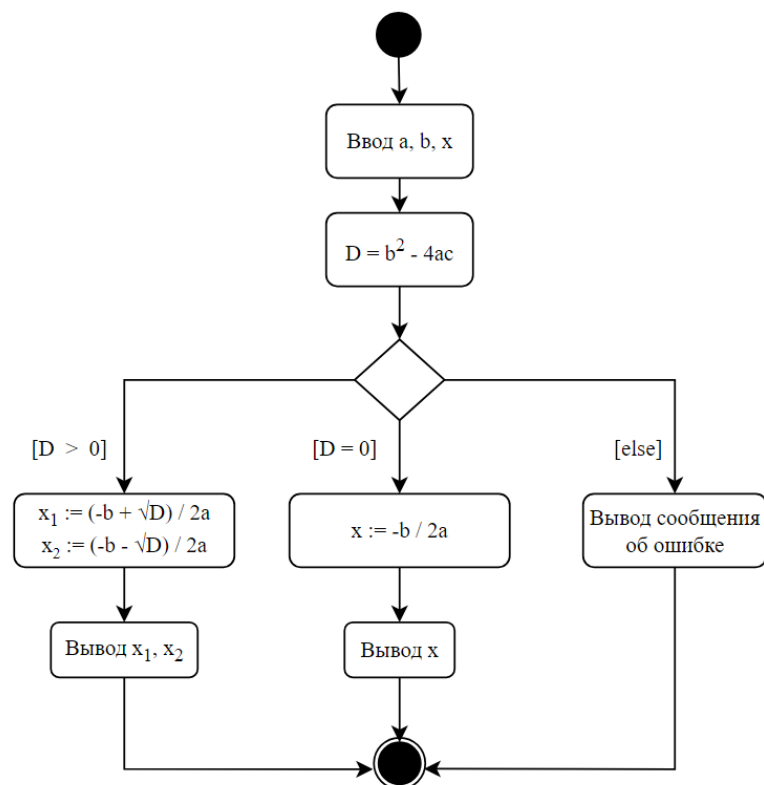 Ввод a, b, x
D = b² - 4ac
[D > 0]
[D = 0]
[else]
x₁ := (-b + √D) / 2a
x₂ := (-b - √D) / 2a
x := -b / 2a
Вывод сообщения
об ошибке
Вывод x₁, x₂
Вывод x